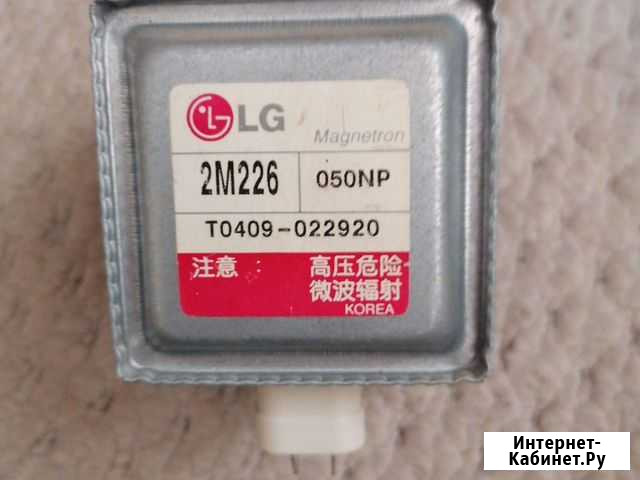 LG
Magnetron
2M226 050NP
T0409-022920
注意 高压危险
微波辐射
KOREA
Интернет-
Кабинет.Ру